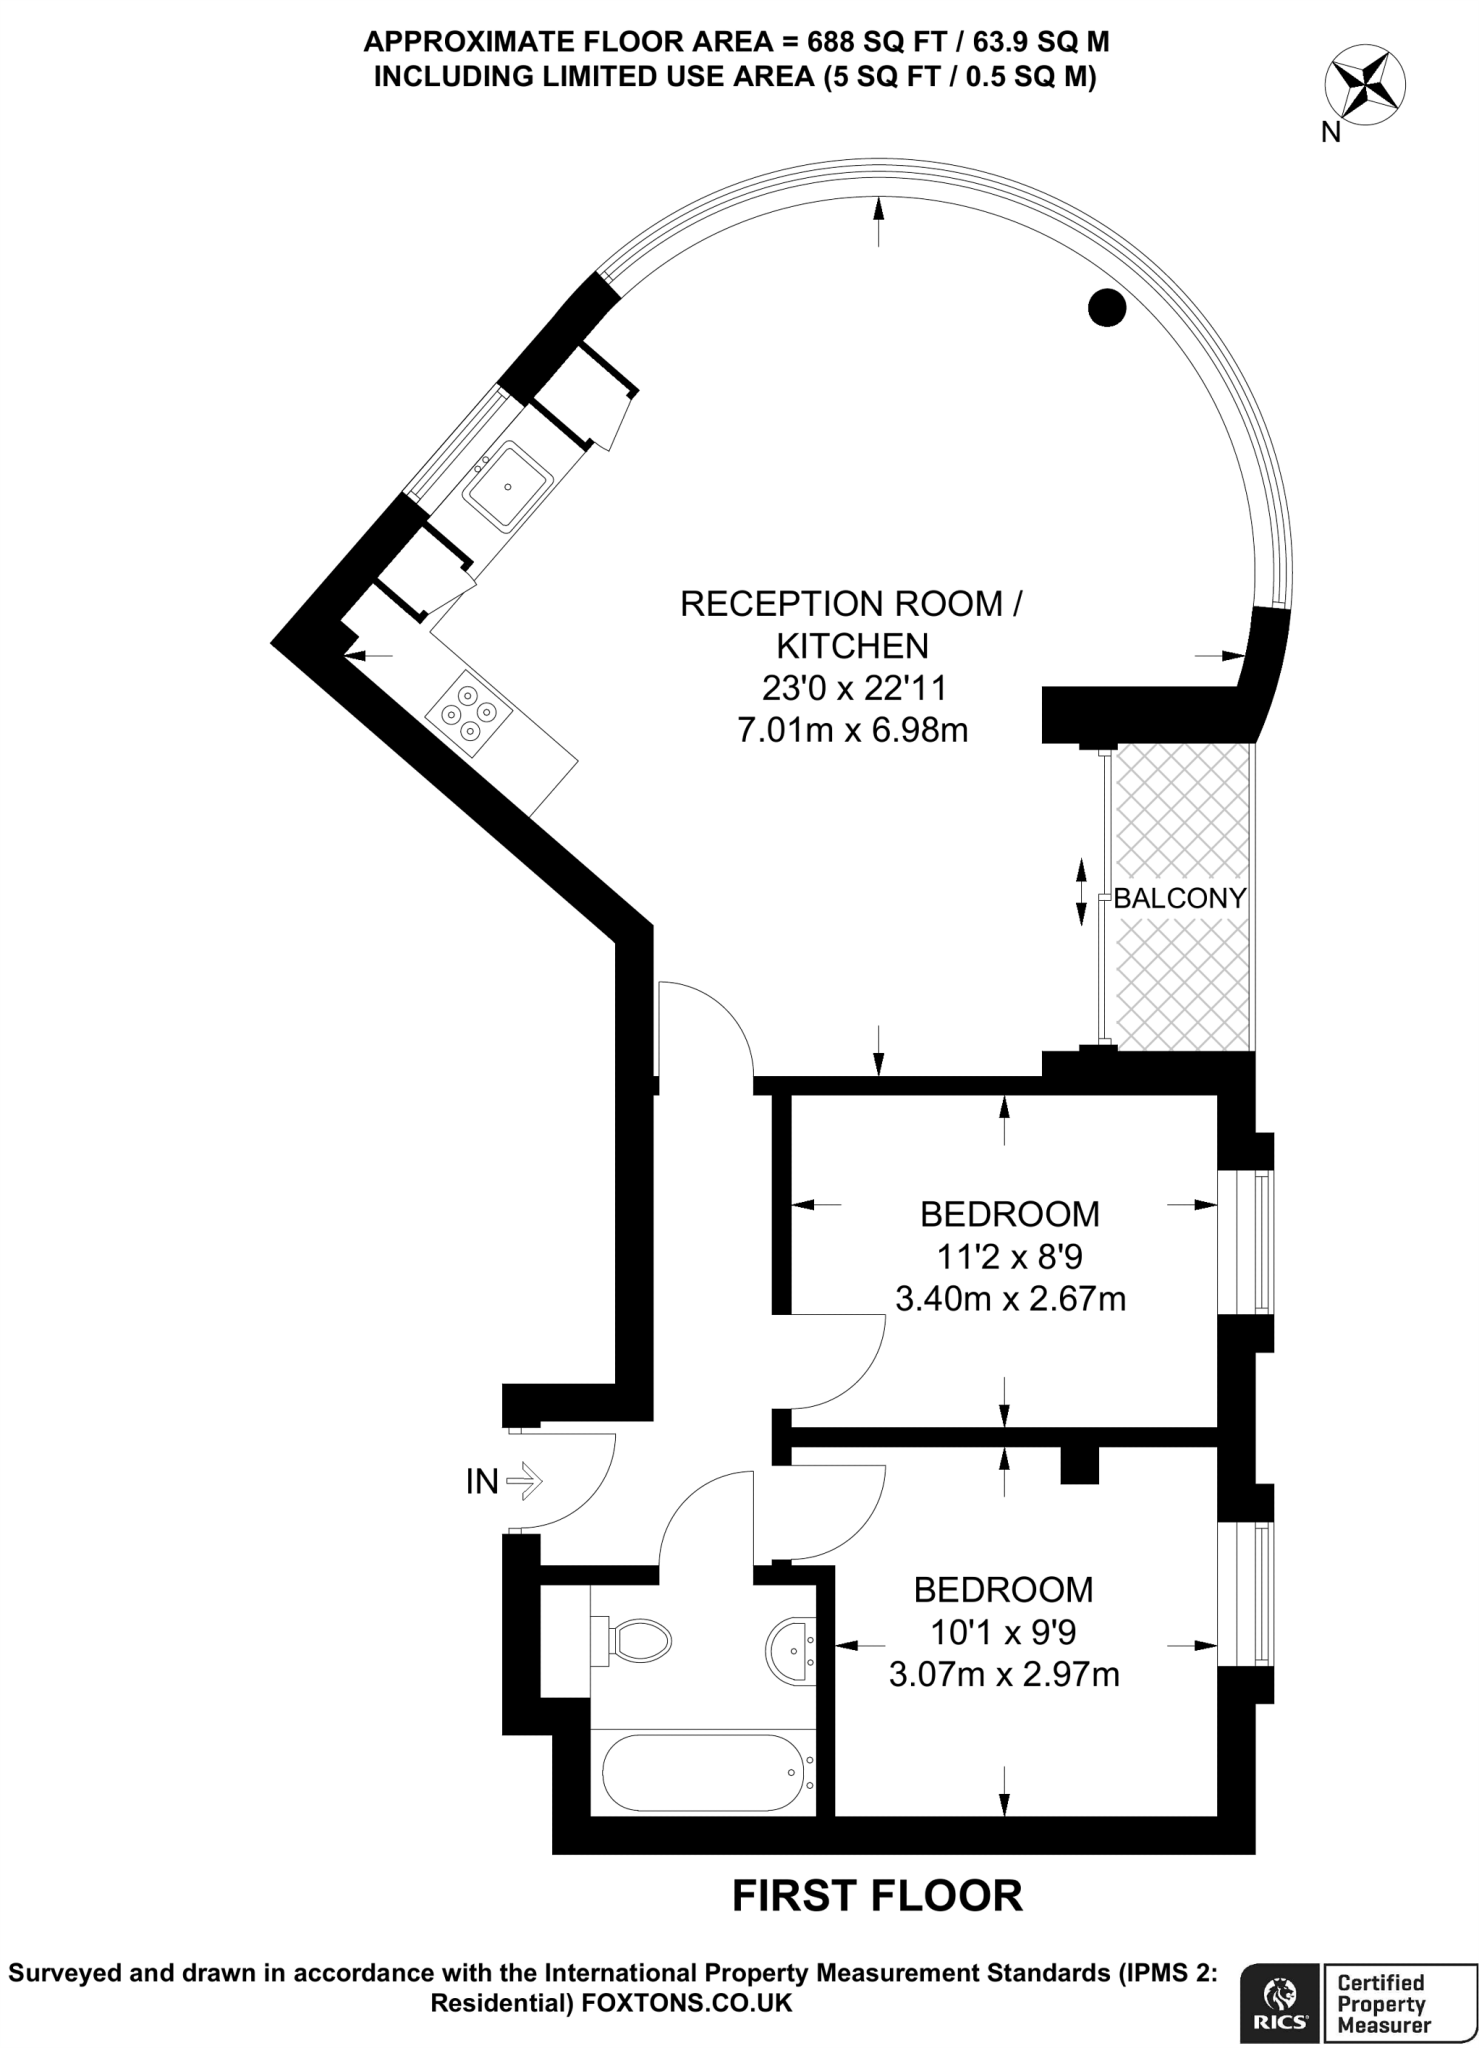 APPROXIMATE FLOOR AREA = 688 SQ FT / 63.9 SQ M
INCLUDING LIMITED USE AREA (5 SQ FT / 0.5 SQ M)
N
RECEPTION ROOM /
KITCHEN
23'0 x 22'11
7.01m x 6.98m
BALCONY
BEDROOM
11'2 x 8'9
3.40m x 2.67m
IN
BEDROOM
10'1 x 9'9
3.07m x 2.97m
FIRST FLOOR
Surveyed and drawn in accordance with the International Property Measurement Standards (IPMS 2:
Residential) FOXTONS.CO.UK
RICS
Certified
Property
Measurer